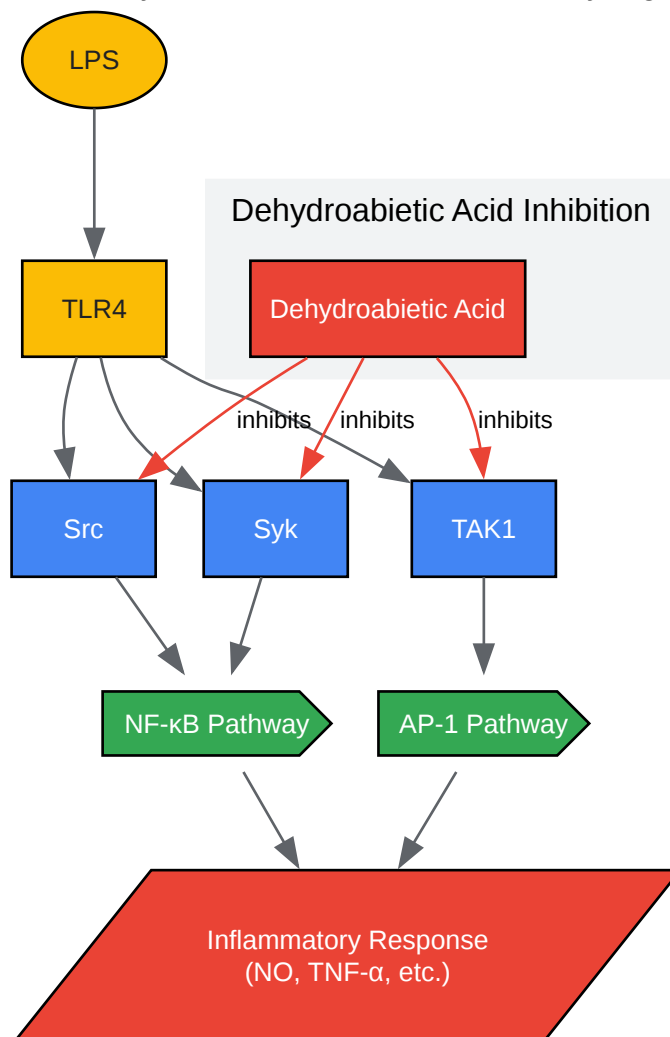 LPS
Dehydroabietic Acid Inhibition
TLR4
Dehydroabietic Acid
inhibits
inhibits
inhibits
Src
Syk
TAK1
NF-κB Pathway
AP-1 Pathway
Inflammatory Response
(NO, TNF-α, etc.)